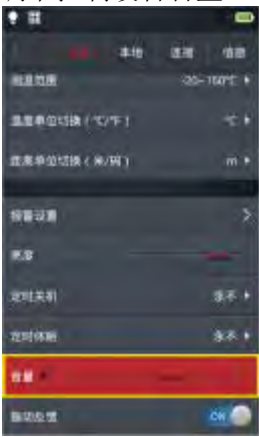 本地 连接 信息
测温范围 -20~150℃
温度单位切换（℃/℉） ℃
距离单位切换（米/码） m
报警设置
亮度
定时关机 永不
定时休眠 永不
音量
振动反馈 ON